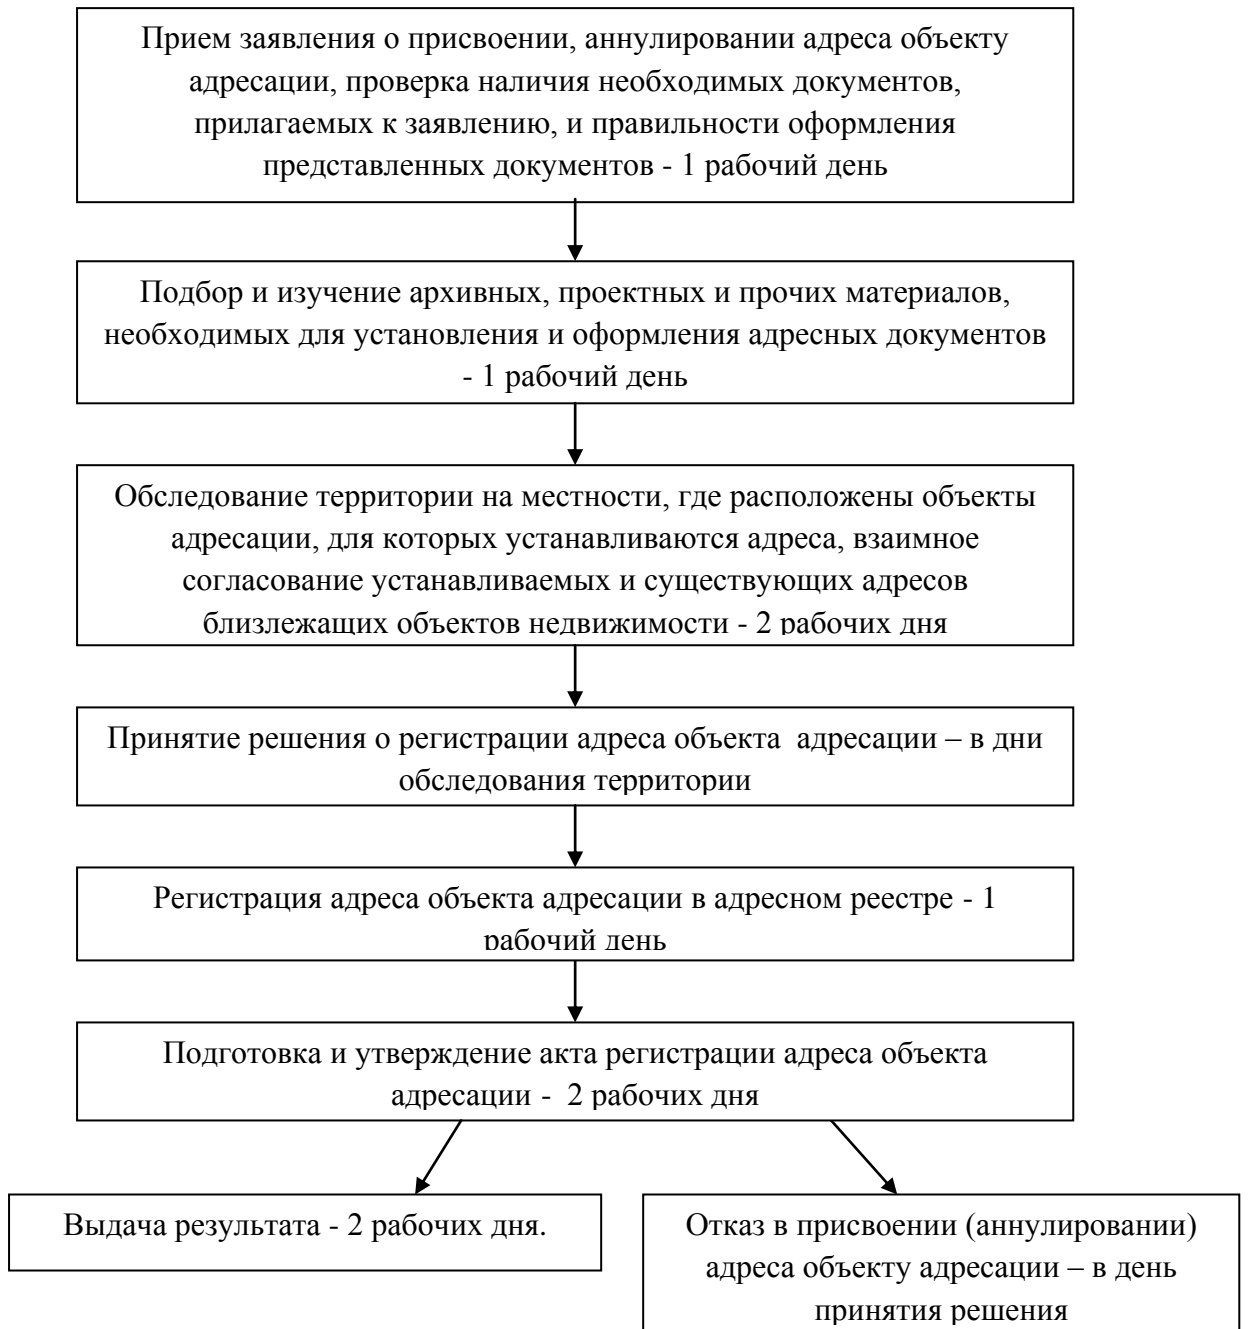 Прием заявления о присвоении, аннулировании адреса объекту
адресации, проверка наличия необходимых документов,
прилагаемых к заявлению, и правильности оформления
представленных документов - 1 рабочий день
Подбор и изучение архивных, проектных и прочих материалов,
необходимых для установления и оформления адресных документов
- 1 рабочий день
Обследование территории на местности, где расположены объекты
адресации, для которых устанавливаются адреса, взаимное
согласование устанавливаемых и существующих адресов
близлежащих объектов недвижимости - 2 рабочих дня
Принятие решения о регистрации адреса объекта  адресации – в дни
обследования территории
Регистрация адреса объекта адресации в адресном реестре - 1
рабочий день
Подготовка и утверждение акта регистрации адреса объекта
адресации -  2 рабочих дня
Выдача результата - 2 рабочих дня.
Отказ в присвоении (аннулировании)
адреса объекту адресации – в день
принятия решения